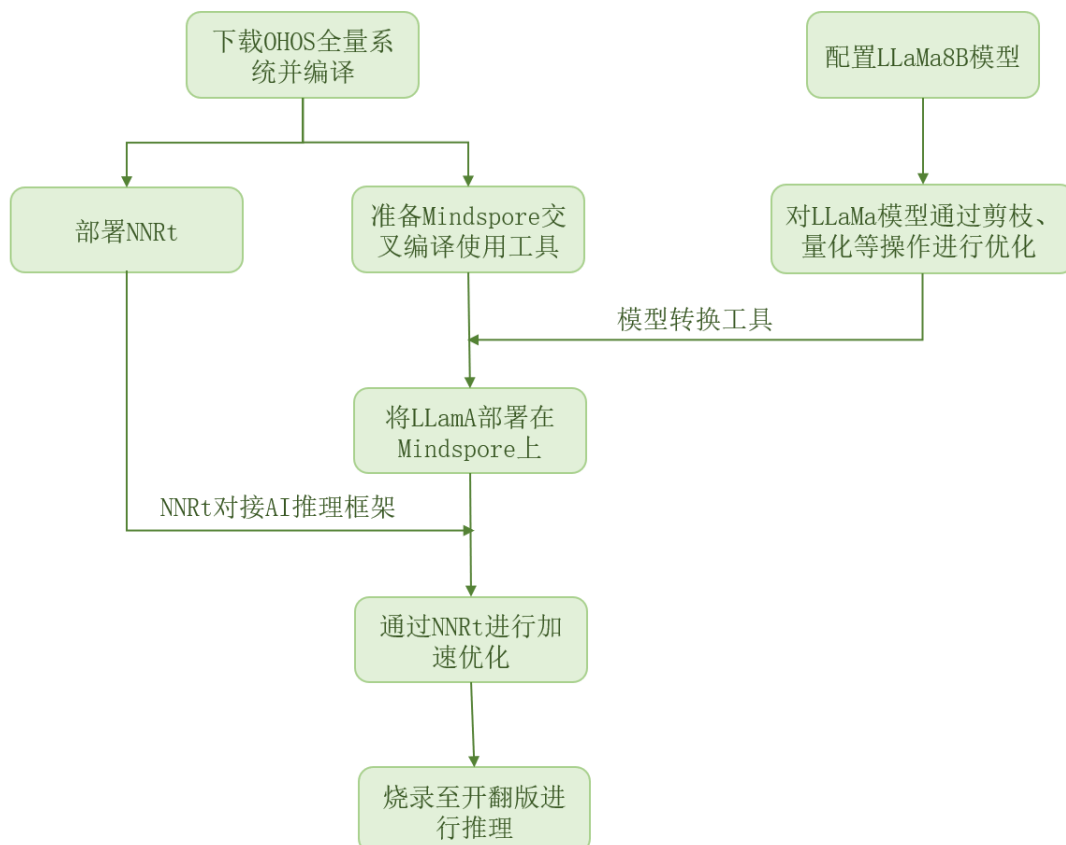 下载OHOS全量系
统并编译
配置LLaMa8B模型
部署NNRt
准备Mindspore交
叉编译使用工具
对LLaMa模型通过剪枝、
量化等操作进行优化
模型转换工具
将LLamA部署在
Mindspore上
NNRt对接AI推理框架
通过NNRt进行加
速优化
烧录至开翻版进
行推理